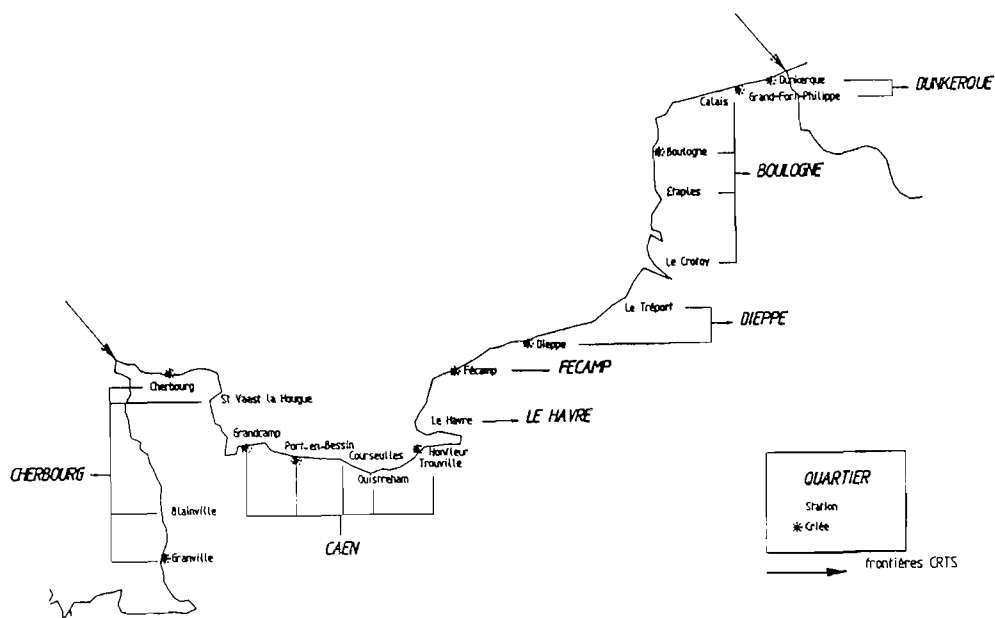 Dunkerque
DUNKERQUE
Grand-Fort-Philippe
Calais
Boulogne
BOULOGNE
Etaples
Le Crotoy
Le Tréport
DIEPPE
Dieppe
Fécamp
FECAMP
Le Havre
LE HAVRE
Cherbourg
St Vaast la Hougue
Grandcamp
Port-en-Bessin
Courseulles
Honfleur
Trouville
Ouistreham
CHERBOURG
Blainville
Granville
CAEN
QUARTIER
Station
Criée
frontières CRTS